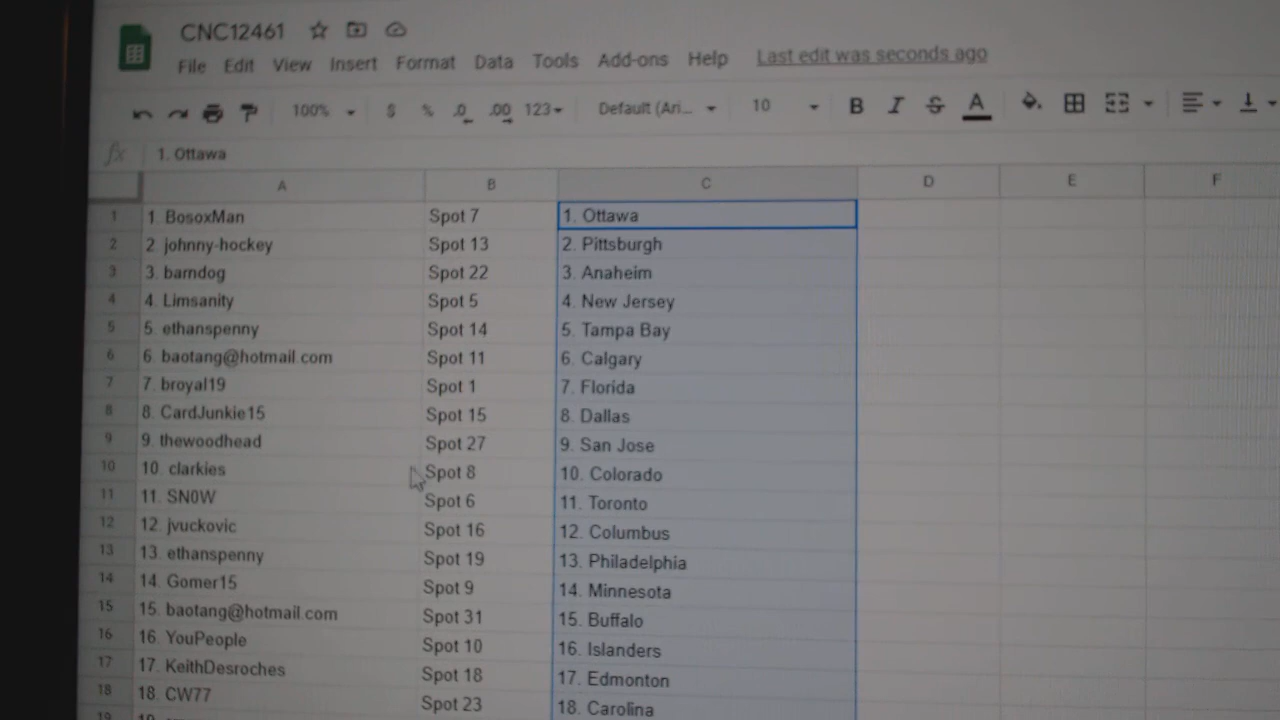 CNC12461
File Edit View Insert Format Data Tools Add-ons Help Last edit was seconds ago
100% $ % .0 .00 123 Default (Ari... 10 B I S A
fx 1. Ottawa
A B C D E F
1 1. BosoxMan Spot 7 1. Ottawa
2 2. johnny-hockey Spot 13 2. Pittsburgh
3 3. barndog Spot 22 3. Anaheim
4 4. Limsanity Spot 5 4. New Jersey
5 5. ethanspenny Spot 14 5. Tampa Bay
6 6. baotang@hotmail.com Spot 11 6. Calgary
7 7. broyal19 Spot 1 7. Florida
8 8. CardJunkie15 Spot 15 8. Dallas
9 9. thewoodhead Spot 27 9. San Jose
10 10. clarkies Spot 8 10. Colorado
11 11. SN0W Spot 6 11. Toronto
12 12. jvuckovic Spot 16 12. Columbus
13 13. ethanspenny Spot 19 13. Philadelphia
14 14. Gomer15 Spot 9 14. Minnesota
15 15. baotang@hotmail.com Spot 31 15. Buffalo
16 16. YouPeople Spot 10 16. Islanders
17 17. KeithDesroches Spot 18 17. Edmonton
18 18. CW77 Spot 23 18. Carolina
19